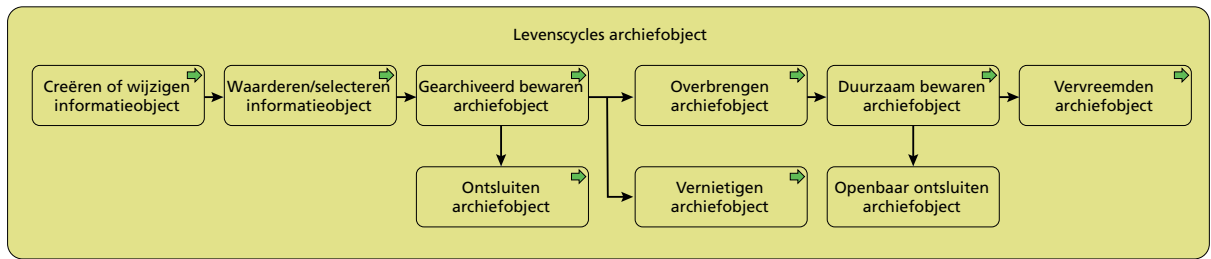 Levenscycles archiefobject
Creëren of wijzigen
informatieobject
Waarderen/selecteren
informatieobject
Gearchiveerd bewaren
archiefobject
Overbrengen
archiefobject
Duurzaam bewaren
archiefobject
Vervreemden
archiefobject
Ontsluiten
archiefobject
Vernietigen
archiefobject
Openbaar ontsluiten
archiefobject